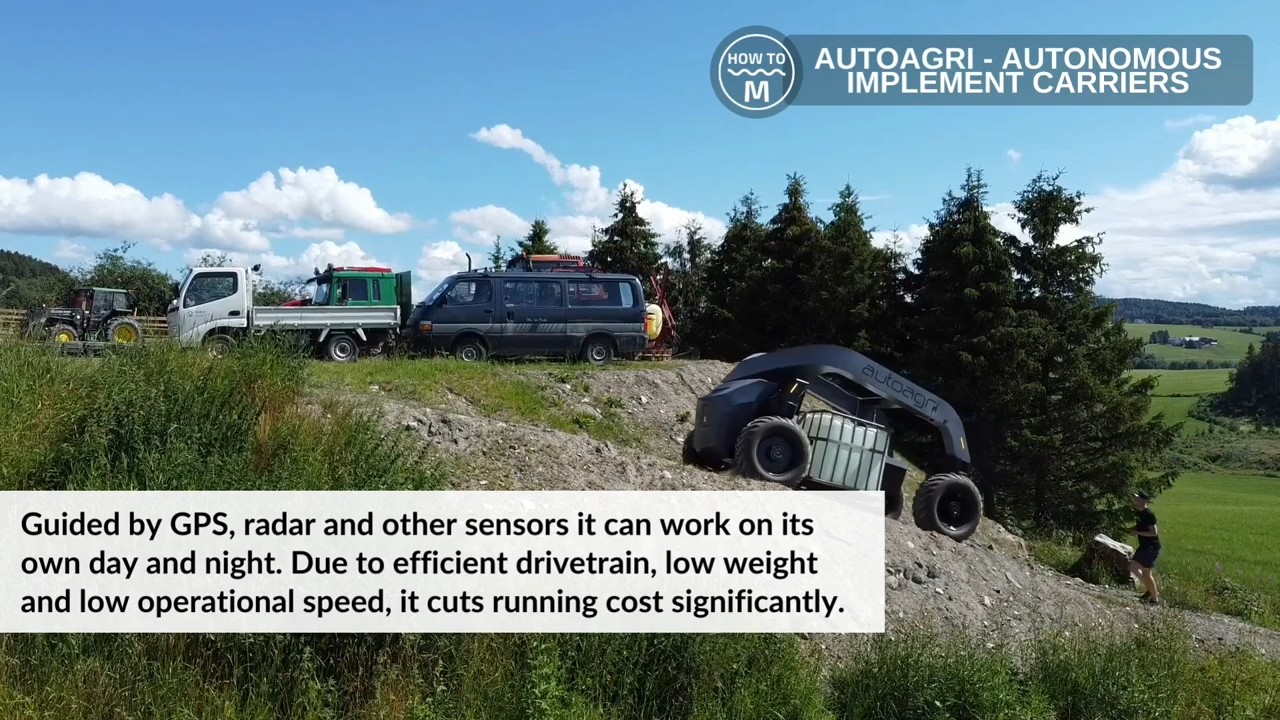 HOW TO
M
AUTOAGRI - AUTONOMOUS
IMPLEMENT CARRIERS
autoagri
Guided by GPS, radar and other sensors it can work on its
own day and night. Due to efficient drivetrain, low weight
and low operational speed, it cuts running cost significantly.